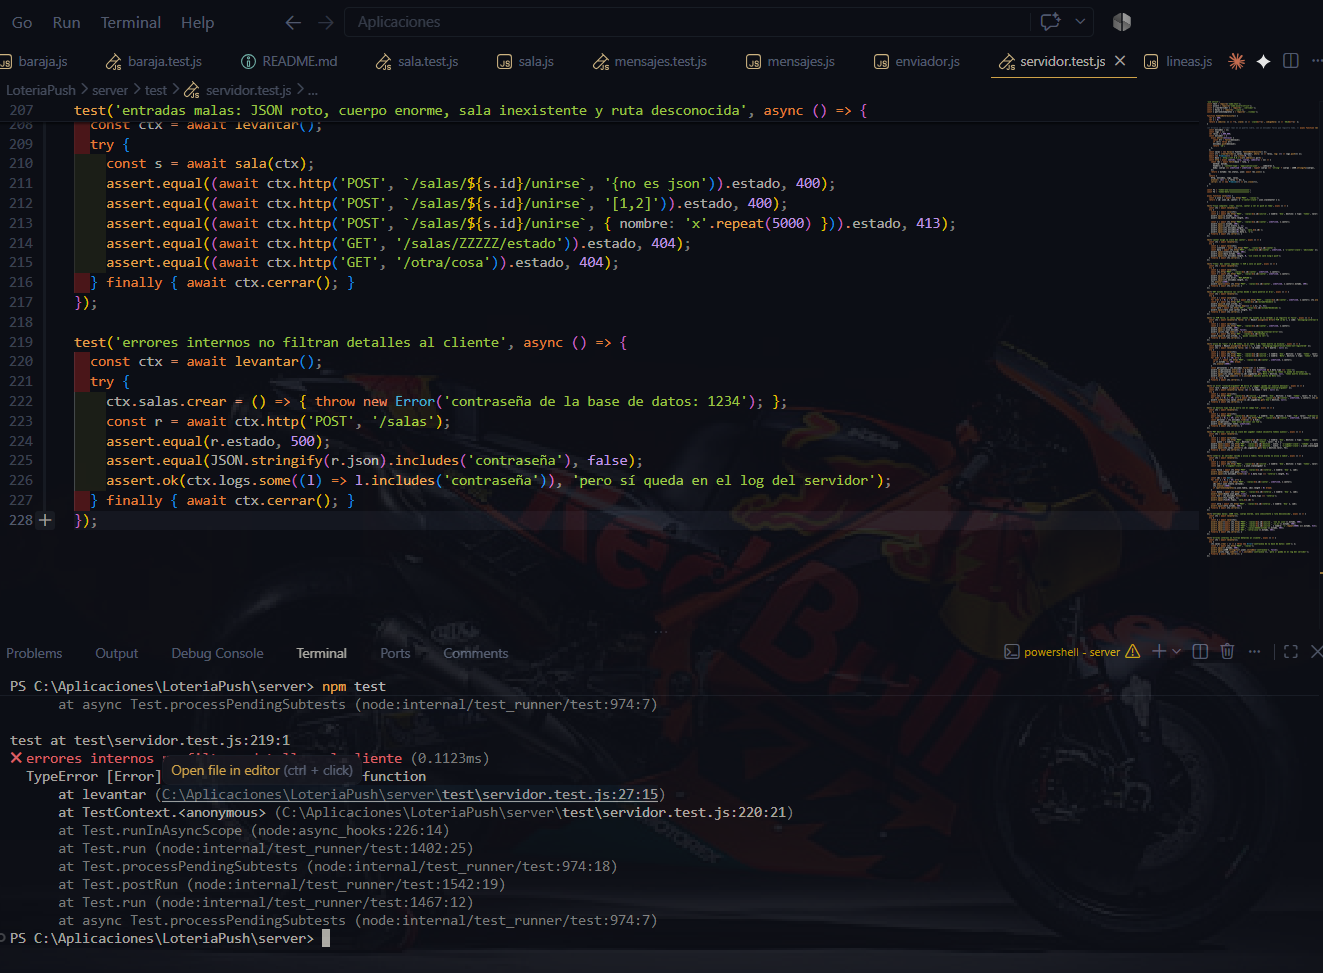 Go Run Terminal Help Aplicaciones
baraja.js baraja.test.js README.md sala.test.js sala.js mensajes.test.js mensajes.js enviador.js servidor.test.js lineas.js
LoteriaPush > server > test > servidor.test.js > ...
207 test('entradas malas: JSON roto, cuerpo enorme, sala inexistente y ruta desconocida', async () => {
208 const ctx = await levantar();
209 try {
210 const s = await sala(ctx);
211 assert.equal((await ctx.http('POST', `/salas/${s.id}/unirse`, '{no es json')).estado, 400);
212 assert.equal((await ctx.http('POST', `/salas/${s.id}/unirse`, '[1,2]')).estado, 400);
213 assert.equal((await ctx.http('POST', `/salas/${s.id}/unirse`, { nombre: 'x'.repeat(5000) })).estado, 413);
214 assert.equal((await ctx.http('GET', '/salas/ZZZZZ/estado')).estado, 404);
215 assert.equal((await ctx.http('GET', '/otra/cosa')).estado, 404);
216 } finally { await ctx.cerrar(); }
217 });
218
219 test('errores internos no filtran detalles al cliente', async () => {
220 const ctx = await levantar();
221 try {
222 ctx.salas.crear = () => { throw new Error('contraseña de la base de datos: 1234'); };
223 const r = await ctx.http('POST', '/salas');
224 assert.equal(r.estado, 500);
225 assert.equal(JSON.stringify(r.json).includes('contraseña'), false);
226 assert.ok(ctx.logs.some((l) => l.includes('contraseña')), 'pero sí queda en el log del servidor');
227 } finally { await ctx.cerrar(); }
228 });
Problems Output Debug Console Terminal Ports Comments powershell - server
PS C:\Aplicaciones\LoteriaPush\server> npm test
at async Test.processPendingSubtests (node:internal/test_runner/test:974:7)
test at test\servidor.test.js:219:1
errores internos iente (0.1123ms)
TypeError [Error] function
Open file in editor (ctrl + click)
at levantar (C:\Aplicaciones\LoteriaPush\server\test\servidor.test.js:27:15)
at TestContext.<anonymous> (C:\Aplicaciones\LoteriaPush\server\test\servidor.test.js:220:21)
at Test.runInAsyncScope (node:async_hooks:226:14)
at Test.run (node:internal/test_runner/test:1402:25)
at Test.processPendingSubtests (node:internal/test_runner/test:974:18)
at Test.postRun (node:internal/test_runner/test:1542:19)
at Test.run (node:internal/test_runner/test:1467:12)
at async Test.processPendingSubtests (node:internal/test_runner/test:974:7)
PS C:\Aplicaciones\LoteriaPush\server>
Red Bull
MOTOREX